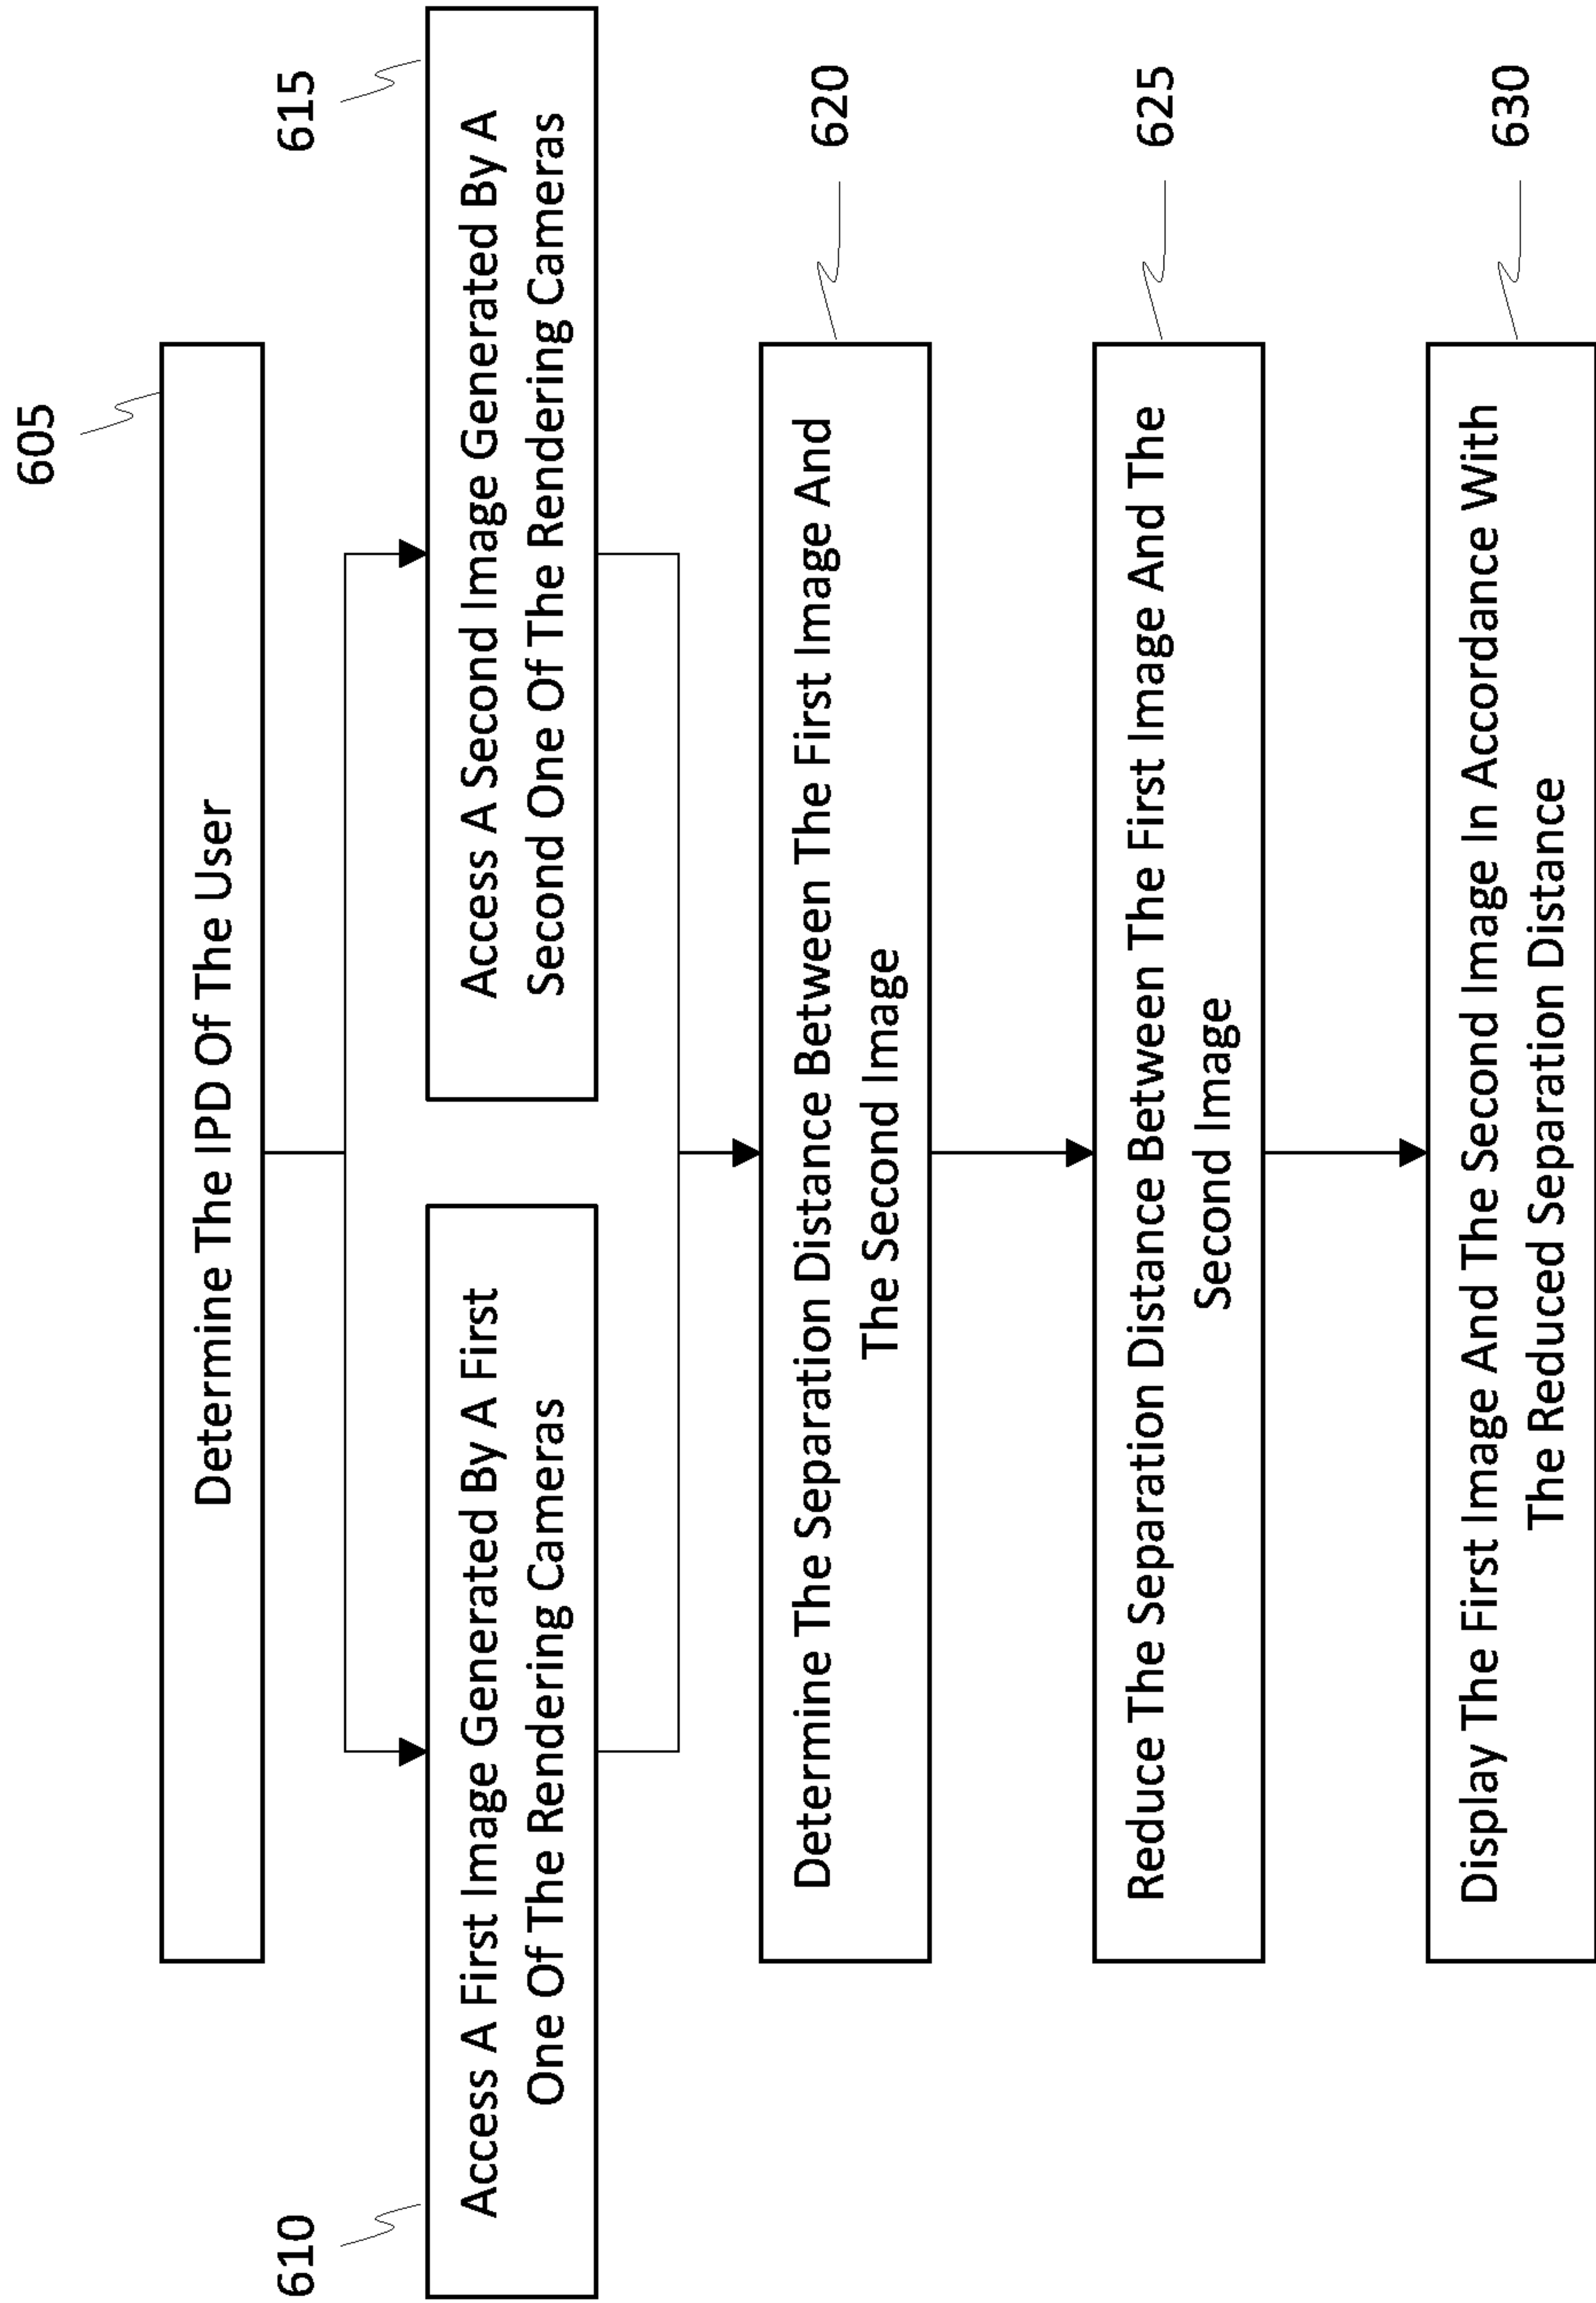 605
Determine The IPD Of The User
610
615
Access A First Image Generated By A First
One Of The Rendering Cameras
Access A Second Image Generated By A
Second One Of The Rendering Cameras
Determine The Separation Distance Between The First Image And
The Second Image
620
Reduce The Separation Distance Between The First Image And The
Second Image
625
Display The First Image And The Second Image In Accordance With
The Reduced Separation Distance
630